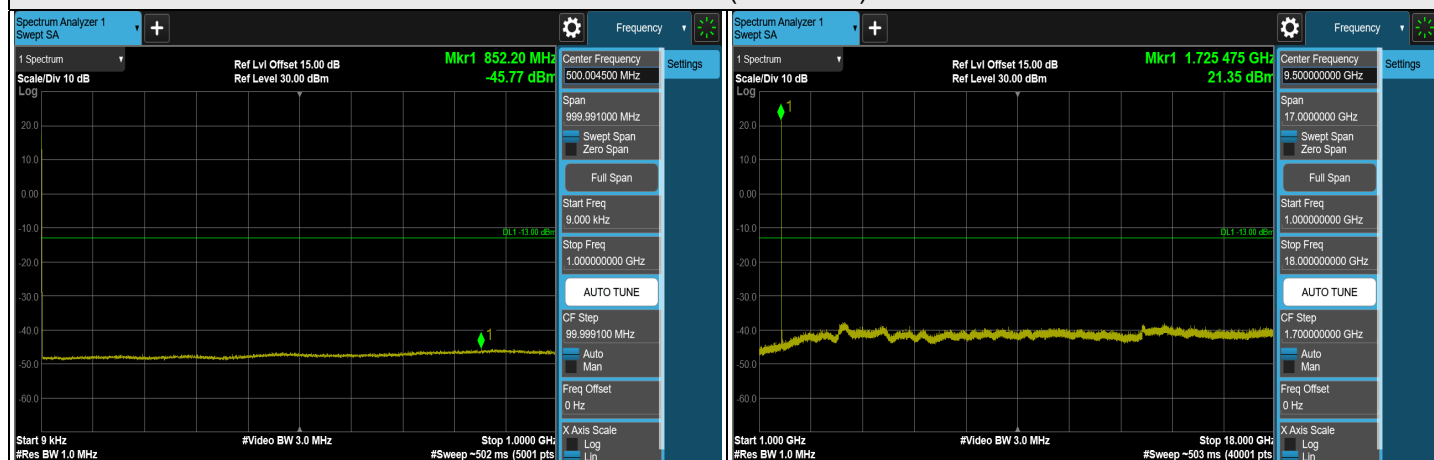 Spectrum Analyzer 1
Swept SA
+
Frequency
1 Spectrum
Scale/Div 10 dB
Ref Lvl Offset 15.00 dB
Ref Level 30.00 dBm
Mkr1 852.20 MHz
-45.77 dBm
Log
20.0
10.0
0.00
-10.0
-20.0
-30.0
-40.0
-50.0
-60.0
DL1 -13.00 dBm
1
Start 9 kHz
#Res BW 1.0 MHz
#Video BW 3.0 MHz
Stop 1.0000 GHz
#Sweep ~502 ms (5001 pts
Center Frequency
500.004500 MHz
Span
999.991000 MHz
Swept Span
Zero Span
Full Span
Start Freq
9.000 kHz
Stop Freq
1.000000000 GHz
AUTO TUNE
CF Step
99.999100 MHz
Auto
Man
Freq Offset
0 Hz
X Axis Scale
Log
Lin
Settings
Spectrum Analyzer 1
Swept SA
+
Frequency
1 Spectrum
Scale/Div 10 dB
Ref Lvl Offset 15.00 dB
Ref Level 30.00 dBm
Mkr1 1.725 475 GHz
21.35 dBm
Log
1
20.0
10.0
0.00
-10.0
-20.0
-30.0
-40.0
-50.0
-60.0
DL1 -13.00 dBm
Start 1.000 GHz
#Res BW 1.0 MHz
#Video BW 3.0 MHz
Stop 18.000 GHz
#Sweep ~503 ms (40001 pts
Center Frequency
9.500000000 GHz
Span
17.0000000 GHz
Swept Span
Zero Span
Full Span
Start Freq
1.000000000 GHz
Stop Freq
18.000000000 GHz
AUTO TUNE
CF Step
1.700000000 GHz
Auto
Man
Freq Offset
0 Hz
X Axis Scale
Log
Lin
Settings